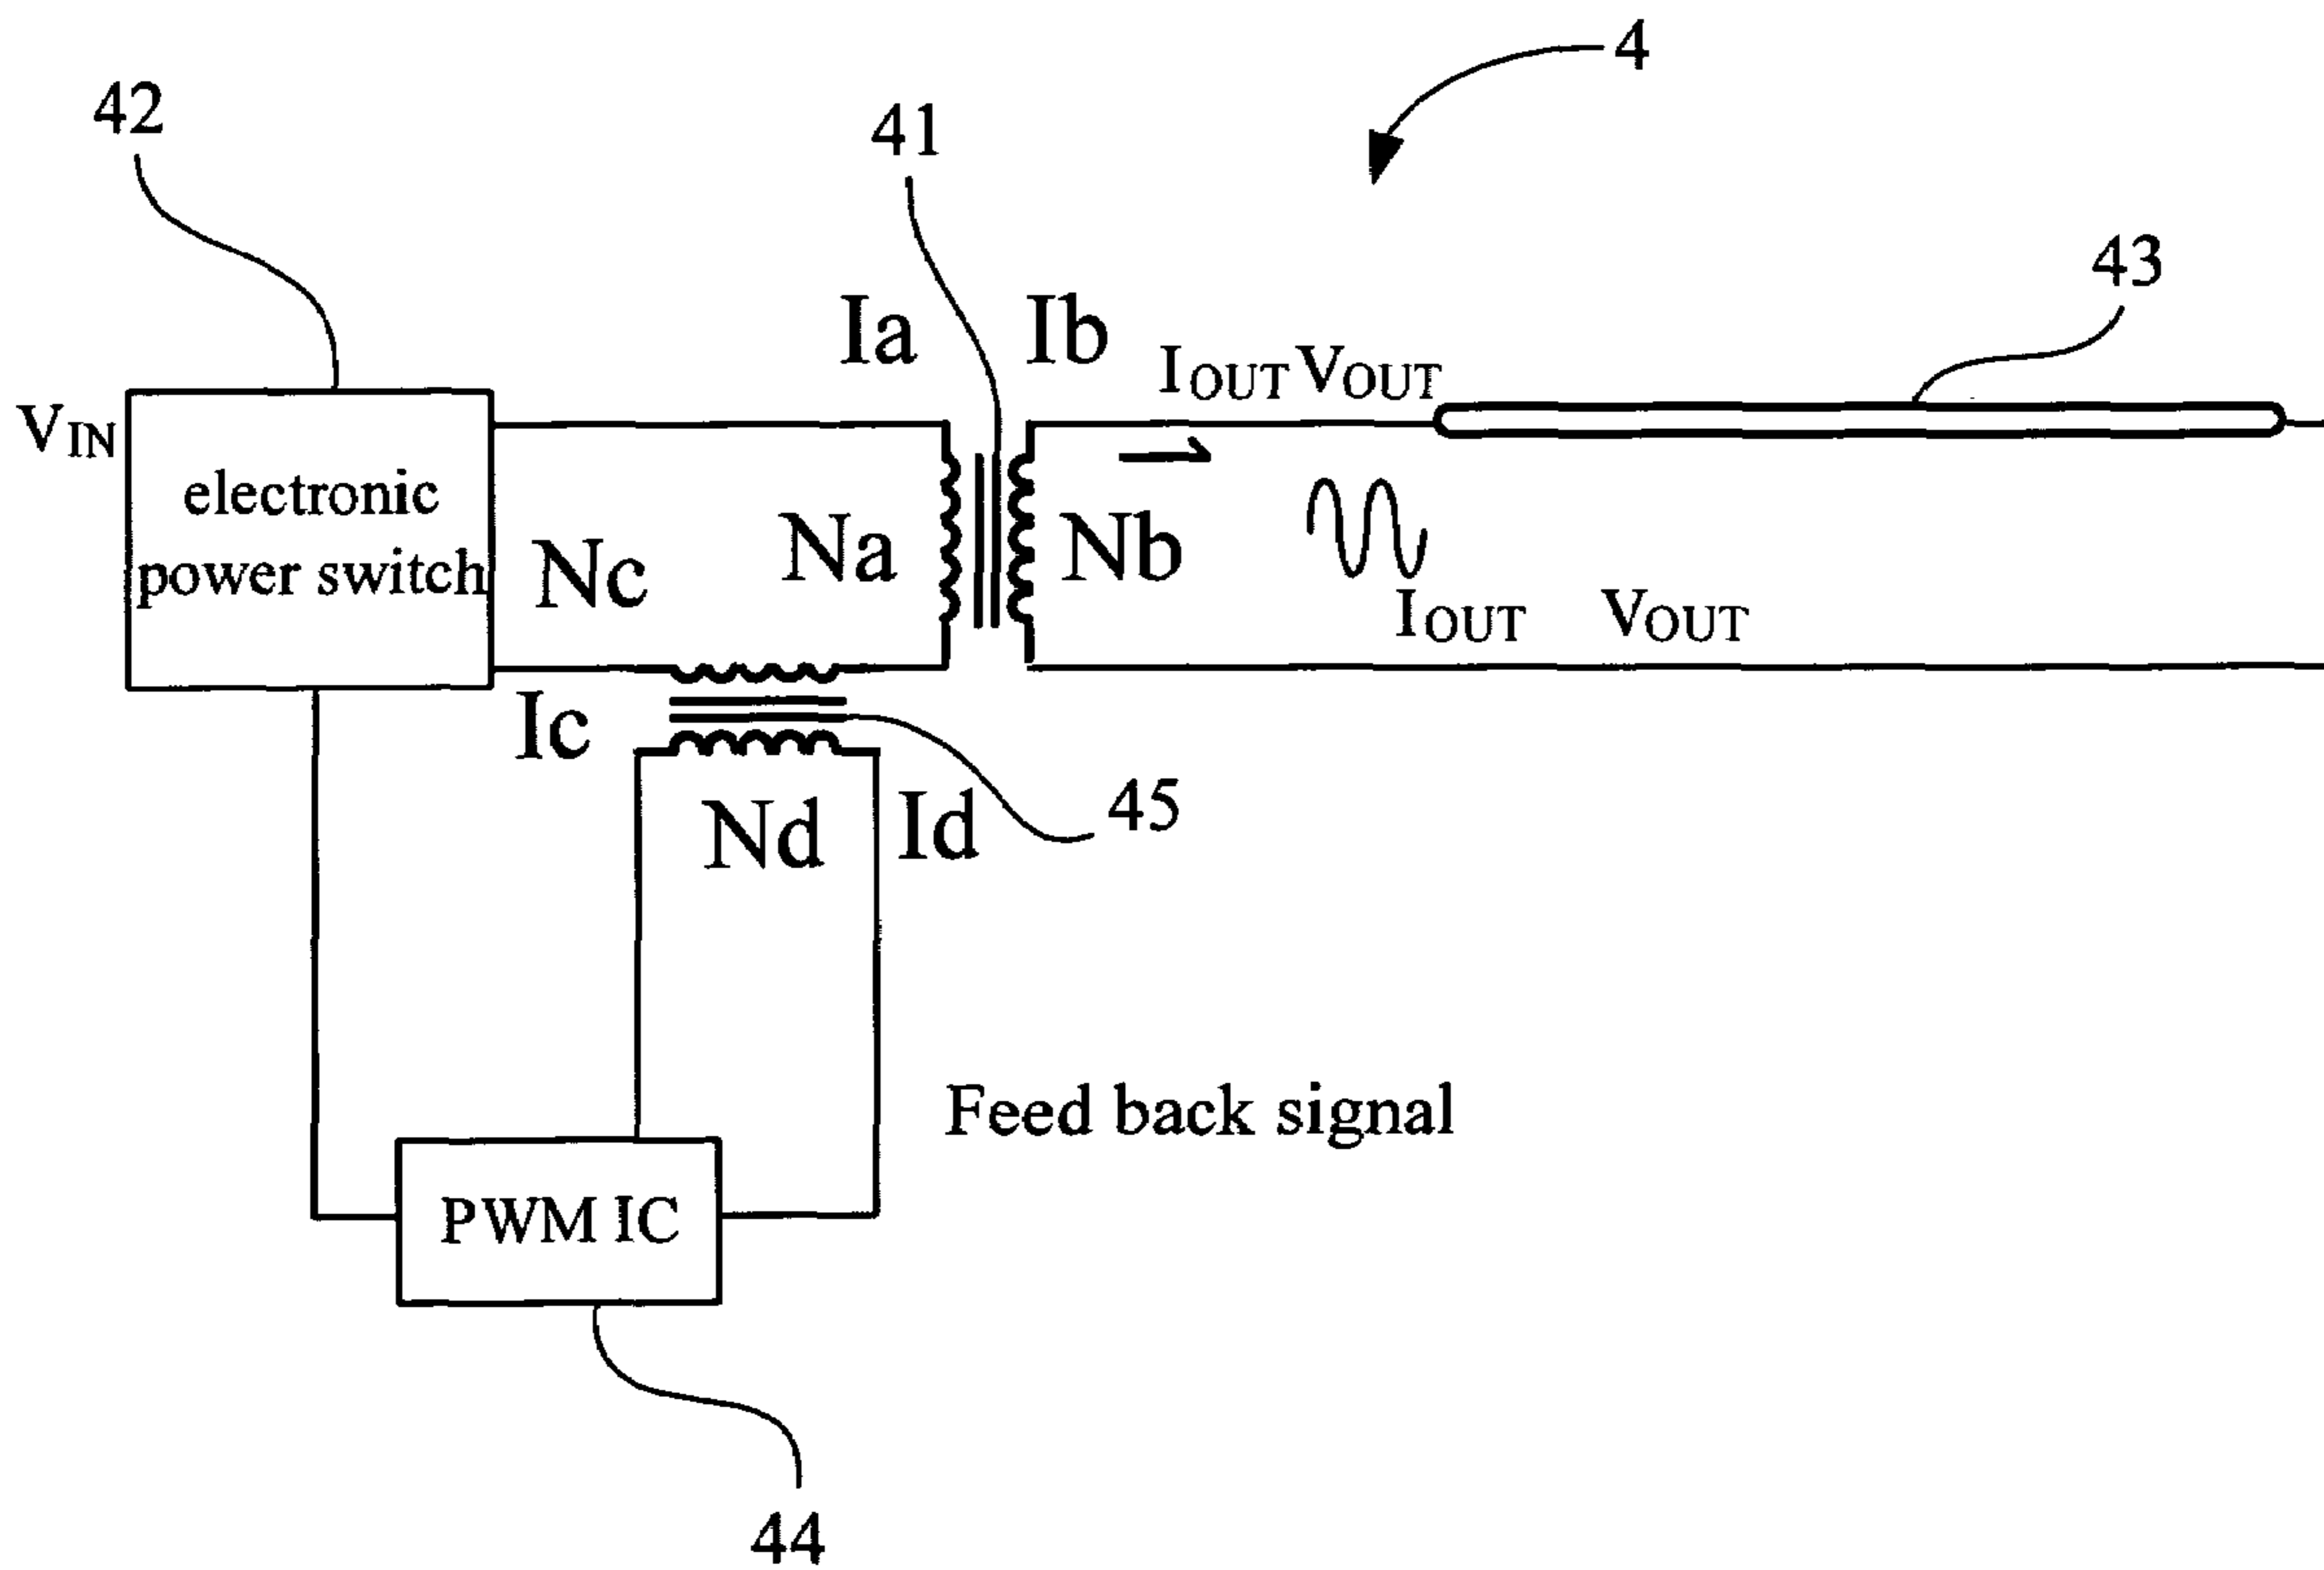 4
42
41
43
Ia
Ib
IOUT VOUT
VIN
electronic
power switch
Nc
Na
Nb
IOUT VOUT
Ic
Nd
Id
45
Feed back signal
PWM IC
44